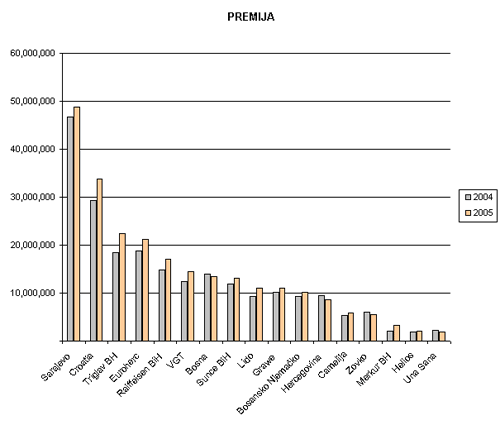 PREMIJA
60,000,000
50,000,000
40,000,000
30,000,000
20,000,000
10,000,000
2004
2005
Sarajevo
Croatia
Triglav BH
Euroherc
Raiffeisen BiH
VGT
Bosna
Sunce BiH
Lido
Grawe
Bosansko Njemačko
Hercegovina
Camelija
Zovko
Merkur BH
Helios
Una Sana